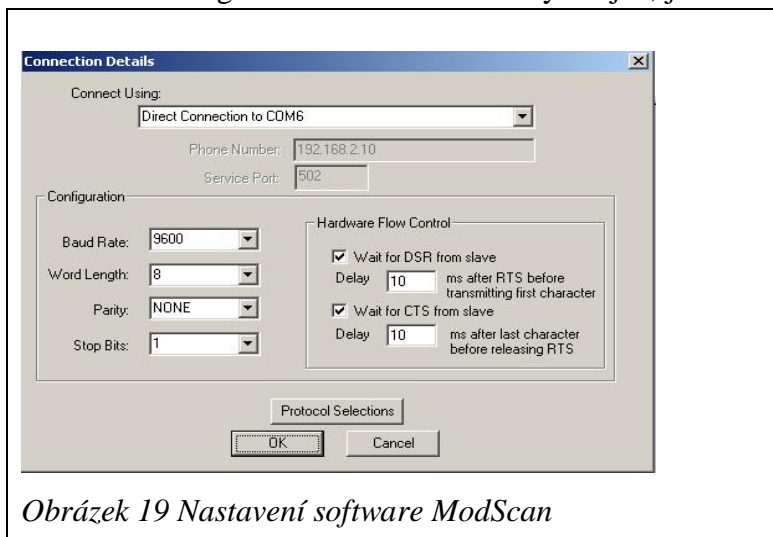 Connection Details
Connect Using:
Direct Connection to COM6
Phone Number: 192.168.2.10
Service Port: 502
Configuration
Baud Rate: 9600
Word Length: 8
Parity: NONE
Stop Bits: 1
Hardware Flow Control
Wait for DSR from slave
Delay 10 ms after RTS before
transmitting first character
Wait for CTS from slave
Delay 10 ms after last character
before releasing RTS
Protocol Selections
OK Cancel
Obrázek 19 Nastavení software ModScan